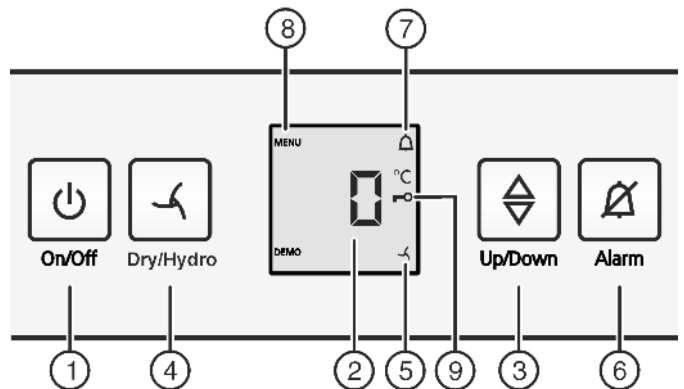 8 7
MENU
°C
0
DEMO
On/Off Dry/Hydro Up/Down Alarm
1 4 2 5 9 3 6